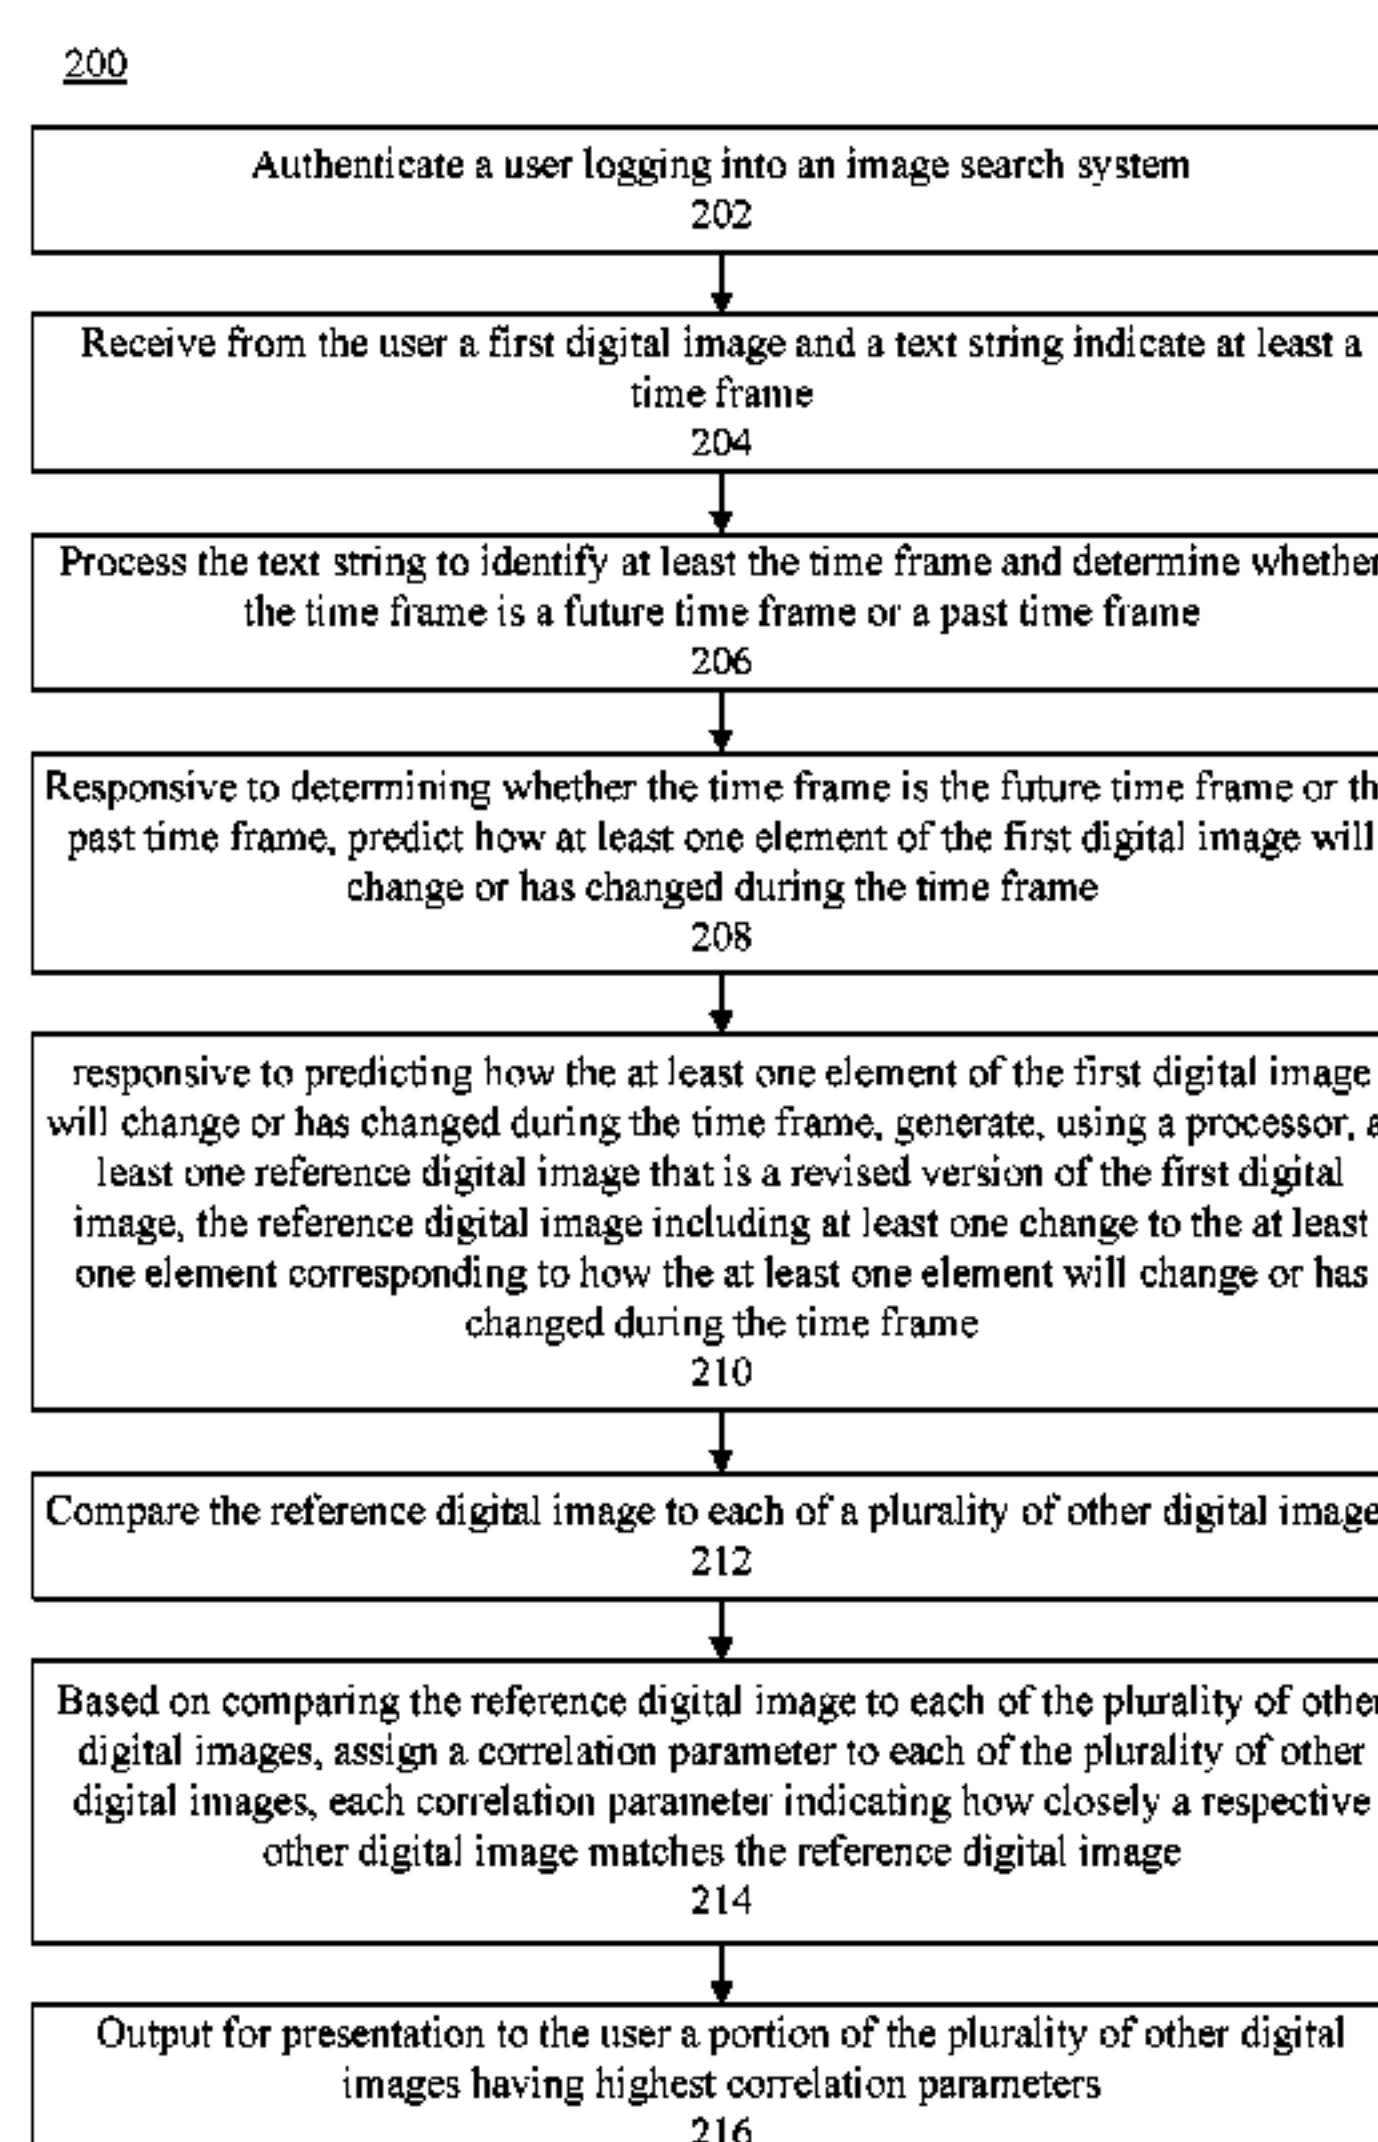 200
Authenticate a user logging into an image search system
202
Receive from the user a first digital image and a text string indicate at least a
time frame
204
Process the text string to identify at least the time frame and determine whether
the time frame is a future time frame or a past time frame
206
Responsive to determining whether the time frame is the future time frame or th
past time frame, predict how at least one element of the first digital image will
change or has changed during the time frame
208
responsive to predicting how the at least one element of the first digital image
will change or has changed during the time frame, generate, using a processor, a
least one reference digital image that is a revised version of the first digital
image, the reference digital image including at least one change to the at least
one element corresponding to how the at least one element will change or has
changed during the time frame
210
Compare the reference digital image to each of a plurality of other digital image
212
Based on comparing the reference digital image to each of the plurality of other
digital images, assign a correlation parameter to each of the plurality of other
digital images, each correlation parameter indicating how closely a respective
other digital image matches the reference digital image
214
Output for presentation to the user a portion of the plurality of other digital
images having highest correlation parameters
216